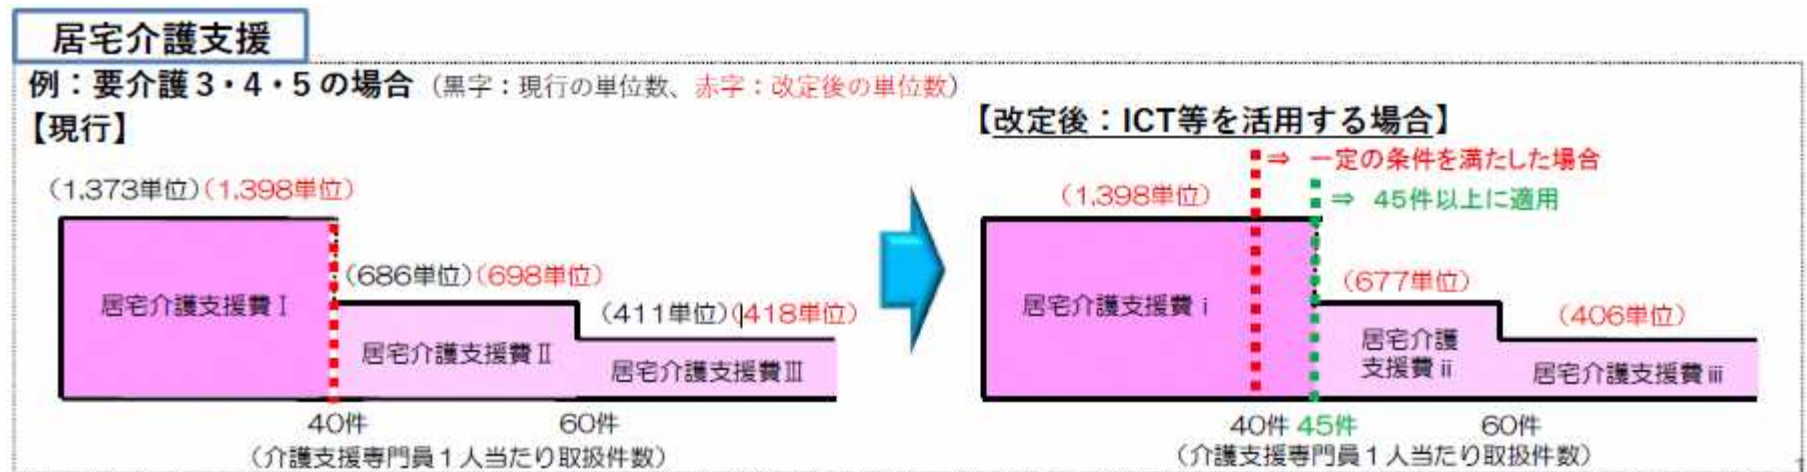 居宅介護支援
例:要介護3・4・5の場合(黒字:現行の単位数、赤字:改定後の単位数)
【現行】
(1,373単位)(1,398単位)
(686単位)(698単位)
(411単位)(418単位)
居宅介護支援費Ⅰ
居宅介護支援費Ⅱ
居宅介護支援費Ⅲ
40件
60件
(介護支援専門員1人当たり取扱件数)
【改定後:ICT等を活用する場合】
⇒ 一定の条件を満たした場合
⇒ 45件以上に適用
(1,398単位)
(677単位)
(406単位)
居宅介護支援費ⅰ
居宅介護
支援費ⅱ
居宅介護支援費ⅲ
40件 45件
60件
(介護支援専門員1人当たり取扱件数)